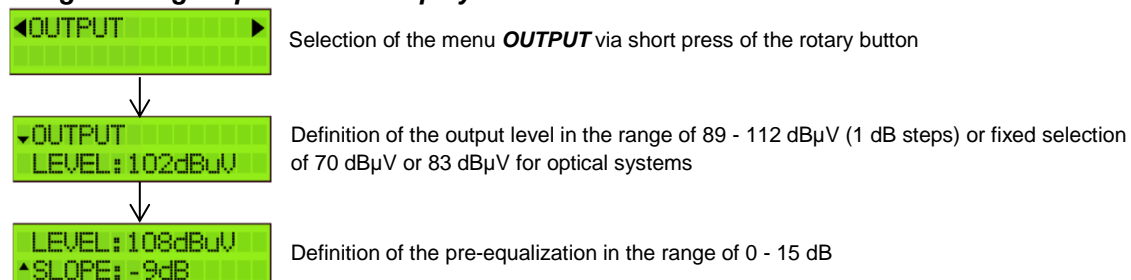 ◄OUTPUT ►
Selection of the menu OUTPUT via short press of the rotary button
OUTPUT
LEVEL:102dBuV
Definition of the output level in the range of 89 - 112 dBµV (1 dB steps) or fixed selection
of 70 dBµV or 83 dBµV for optical systems
LEVEL:108dBuV
SLOPE:-9dB
Definition of the pre-equalization in the range of 0 - 15 dB